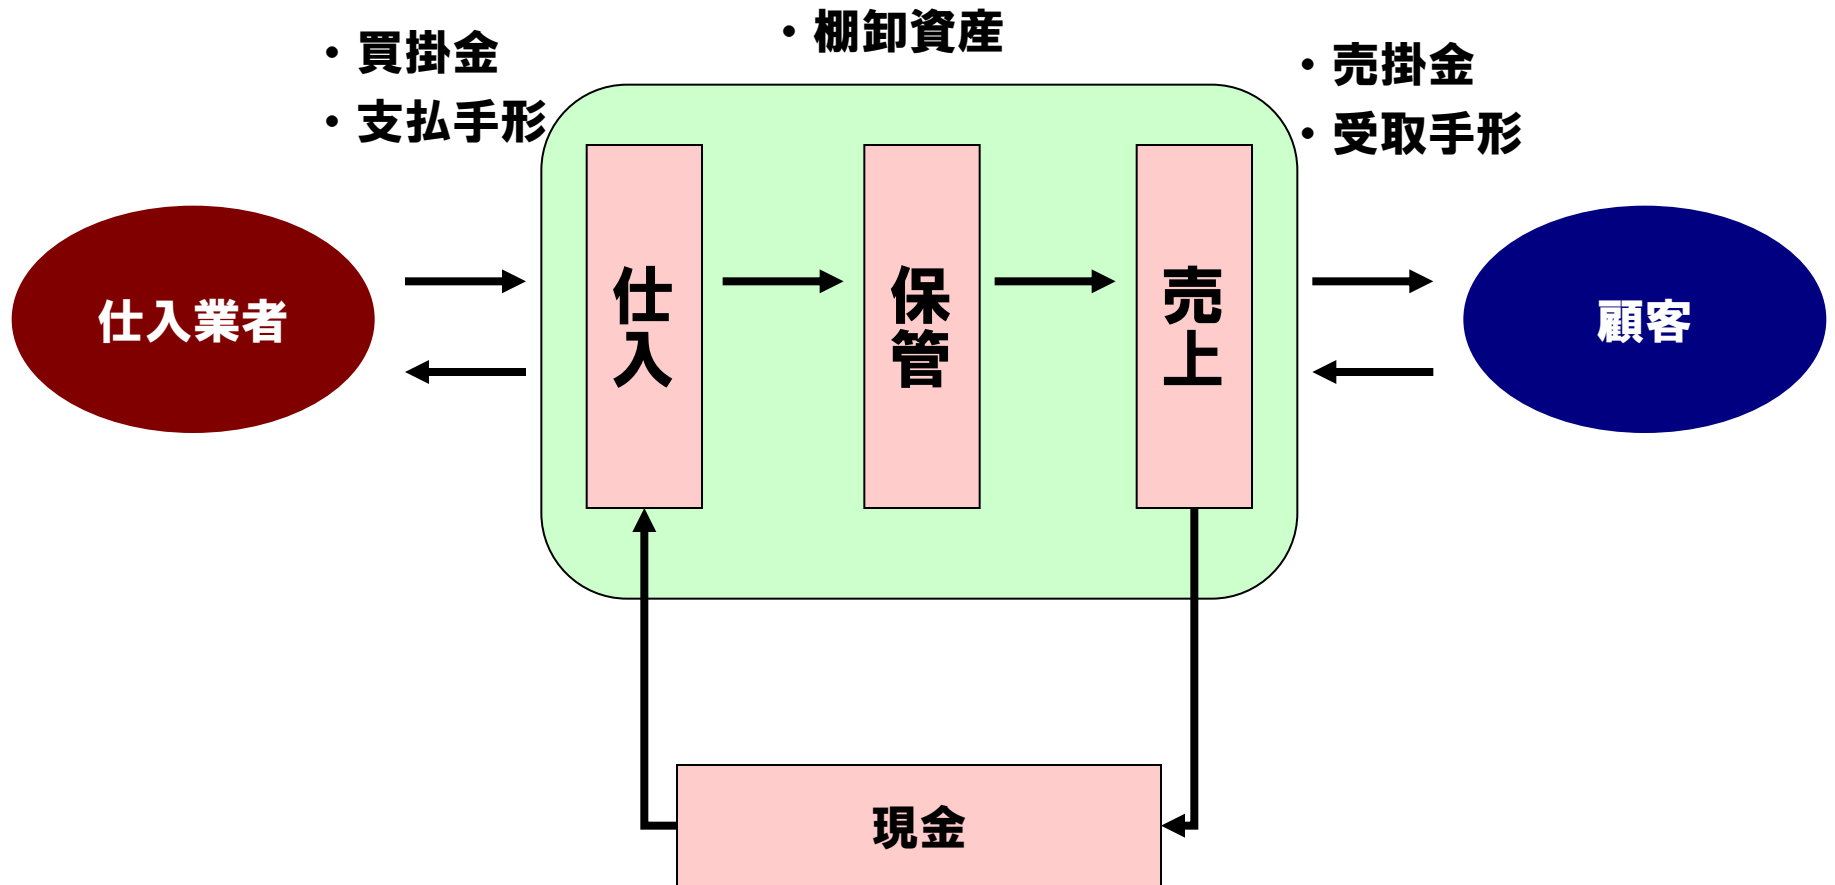 ・棚卸資産
・買掛金
・支払手形
・売掛金
・受取手形
仕入業者
仕入
保管
売上
顧客
現金